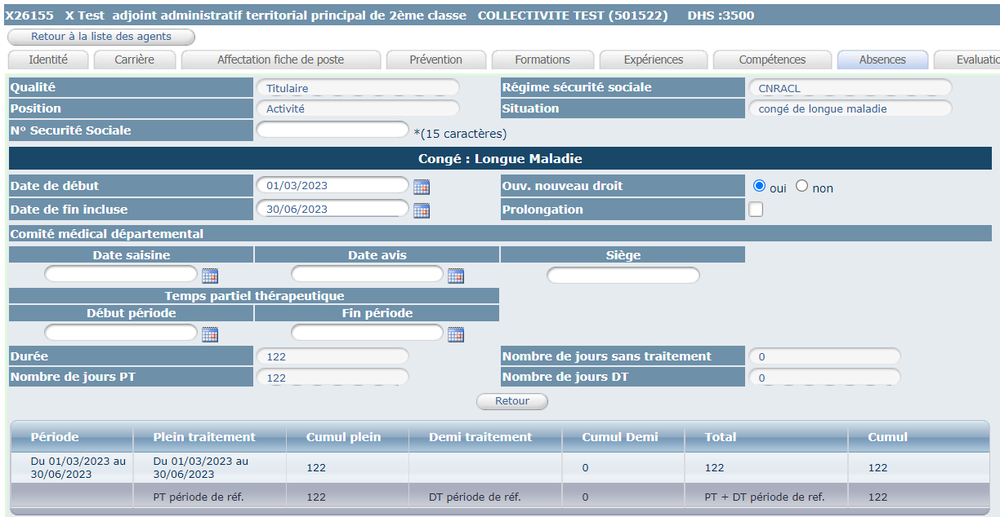 X26155 X Test adjoint administratif territorial principal de 2ème classe COLLECTIVITE TEST (501522) DHS :3500
Retour à la liste des agents
Identité Carrière Affectation fiche de poste Prévention Formations Expériences Compétences Absences Evaluatio
Qualité Titulaire Régime sécurité sociale CNRACL
Position Activité Situation congé de longue maladie
N° Securité Sociale *(15 caractères)
Congé : Longue Maladie
Date de début 01/03/2023 Ouv. nouveau droit oui non
Date de fin incluse 30/06/2023 Prolongation
Comité médical départemental
Date saisine Date avis Siège
Temps partiel thérapeutique
Début période Fin période
Durée 122 Nombre de jours sans traitement 0
Nombre de jours PT 122 Nombre de jours DT 0
Retour
Période Plein traitement Cumul plein Demi traitement Cumul Demi Total Cumul
Du 01/03/2023 au Du 01/03/2023 au
30/06/2023 30/06/2023 122 0 122 122
PT période de réf. 122 DT période de réf. 0 PT + DT période de ref. 122